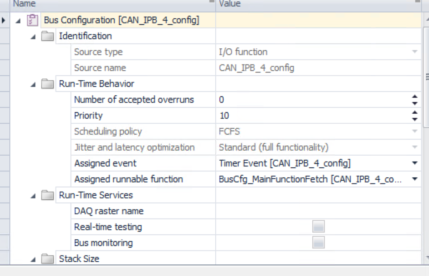 Name Value
Bus Configuration [CAN_IPB_4_config]
Identification
Source type I/O function
Source name CAN_IPB_4_config
Run-Time Behavior
Number of accepted overruns 0
Priority 10
Scheduling policy FCFS
Jitter and latency optimization Standard (full functionality)
Assigned event Timer Event [CAN_IPB_4_config]
Assigned runnable function BusCfg_MainFunctionFetch [CAN_IPB_4_co...
Run-Time Services
DAQ raster name
Real-time testing
Bus monitoring
Stack Size